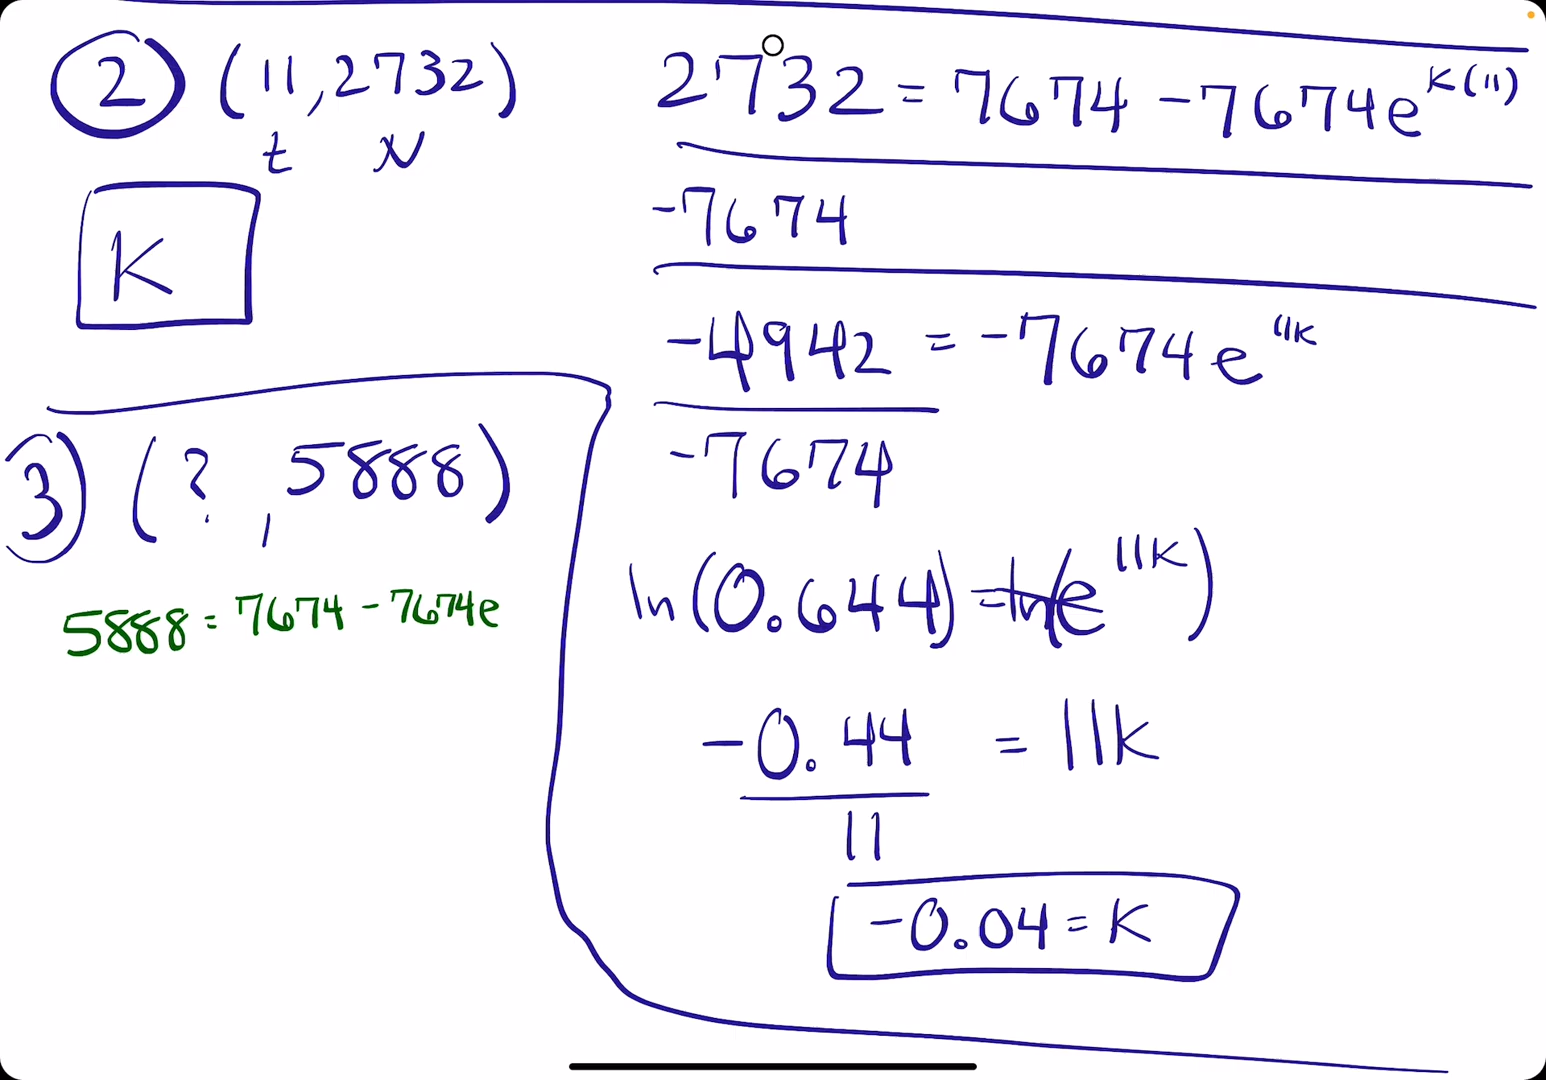 2 (11,2732)
t N
K
2732 = 7674 - 7674e^K(11)
-7674
-4942 = -7674e^11K
-7674
ln(0.644) = ln(e^11K)
-0.44 = 11K
11
-0.04 = K
3) (?, 5888)
5888 = 7674 - 7674e